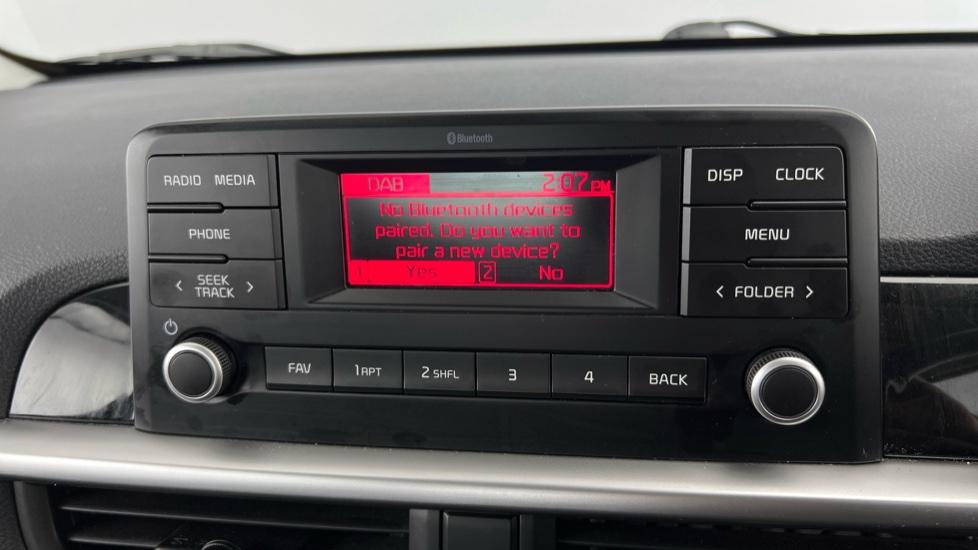 Bluetooth
RADIO MEDIA
PHONE
SEEK
TRACK
DAB 2:07 PM
No Bluetooth devices
paired. Do you want to
pair a new device?
1 Yes 2 No
DISP CLOCK
MENU
FOLDER
FAV 1 RPT 2 SHFL 3 4 BACK